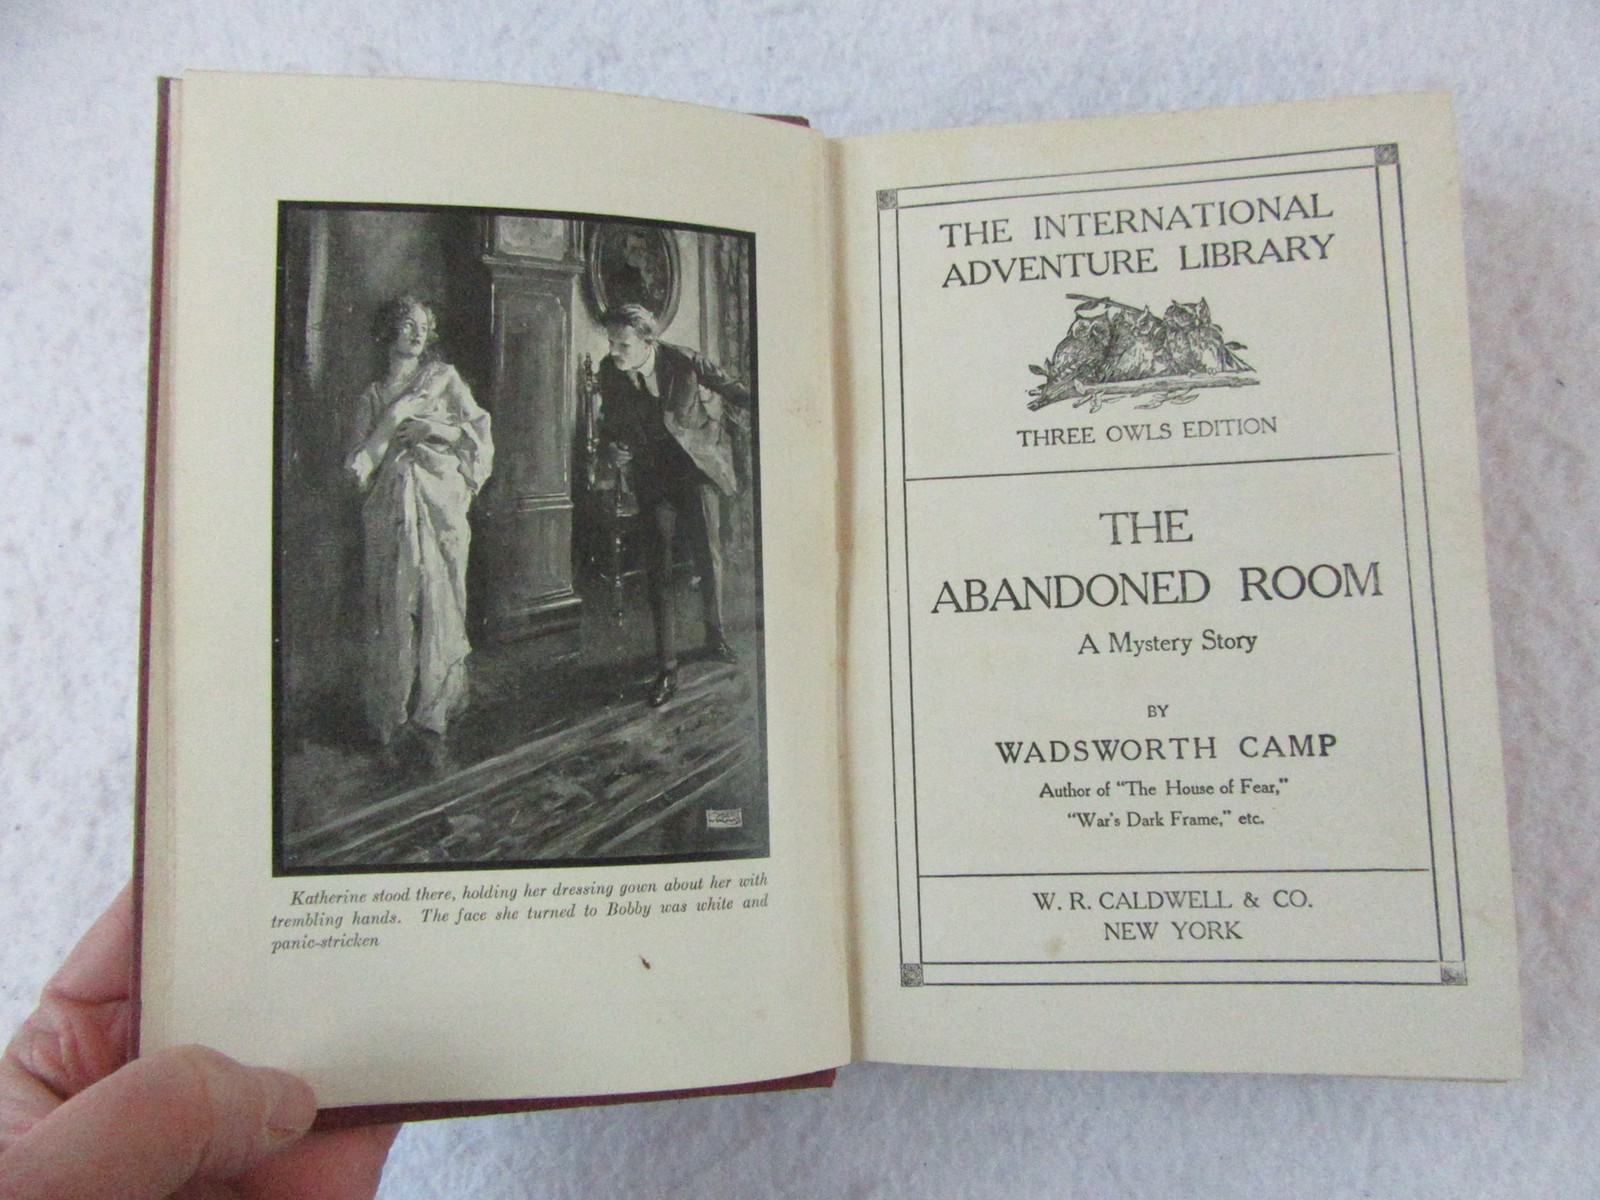 Katherine stood there, holding her dressing gown about her with
trembling hands. The face she turned to Bobby was white and
panic-stricken
THE INTERNATIONAL
ADVENTURE LIBRARY
THREE OWLS EDITION
THE
ABANDONED ROOM
A Mystery Story
BY
WADSWORTH CAMP
Author of "The House of Fear,"
"War's Dark Frame," etc.
W. R. CALDWELL & CO.
NEW YORK